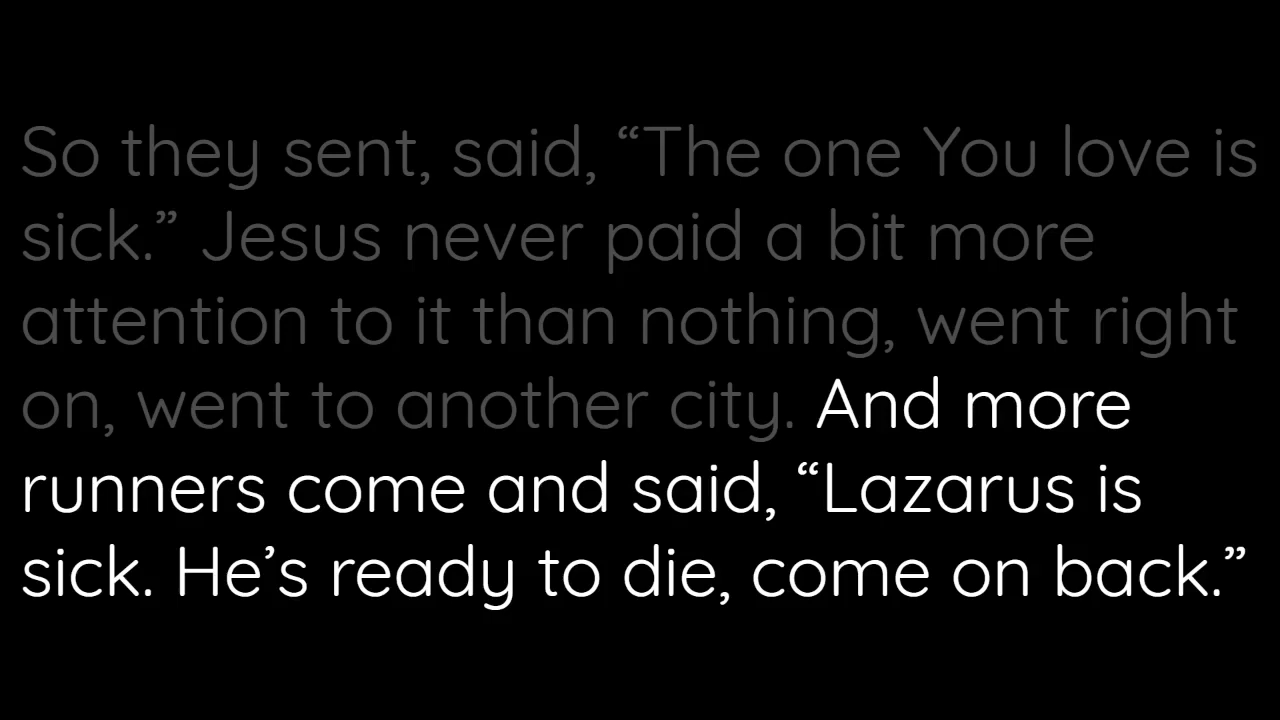 So they sent, said, “The one You love is
sick.” Jesus never paid a bit more
attention to it than nothing, went right
on, went to another city. And more
runners come and said, “Lazarus is
sick. He’s ready to die, come on back.”